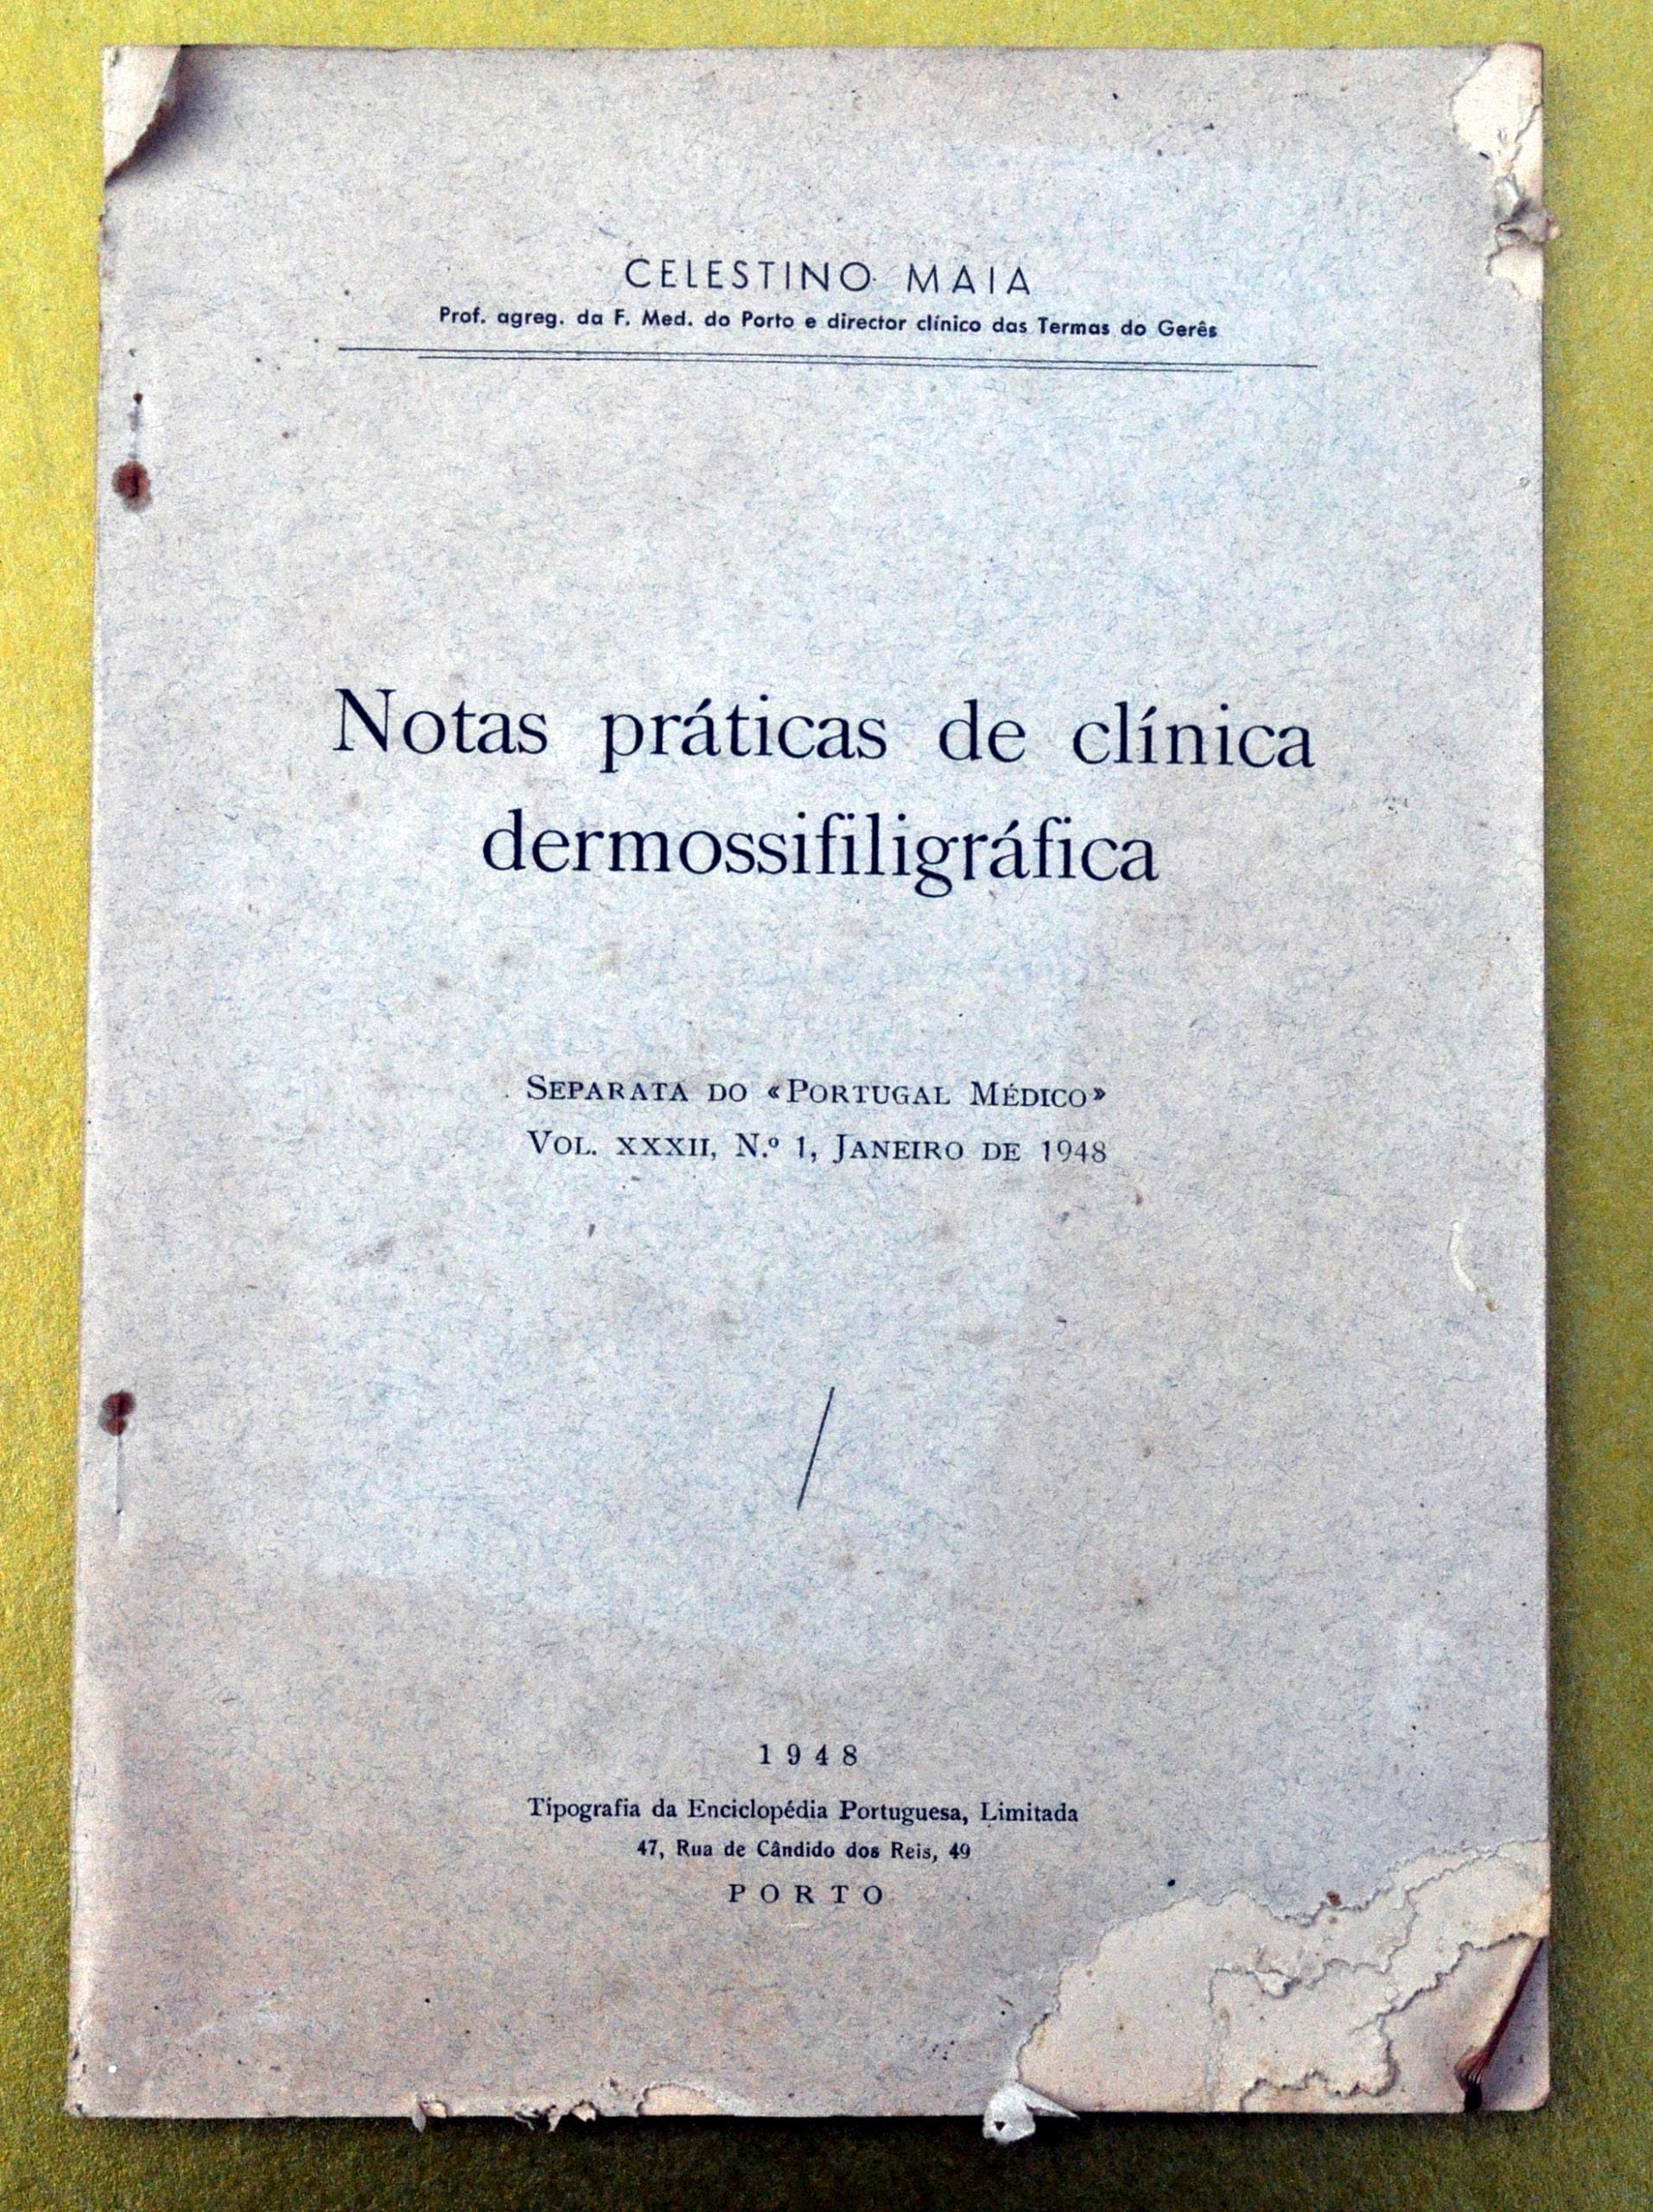 CELESTINO MAIA
Prof. agreg. da F. Med. do Porto e director clínico das Termas do Gerês
Notas práticas de clínica
dermossifiligráfica
SEPARATA DO «PORTUGAL MÉDICO»
VOL. XXXII, N.º 1, JANEIRO DE 1948
1948
Tipografia da Enciclopédia Portuguesa, Limitada
47, Rua de Cândido dos Reis, 49
PORTO